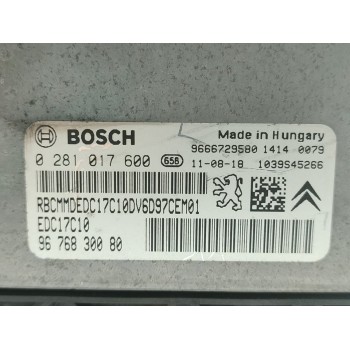 BOSCH
Made in Hungary
9666729580 1414 0079
0 281 017 600 656
11-08-18 1039S45266
RBCMMDEDC17C10DV6D97CEM01
EDC17C10
96 768 300 80